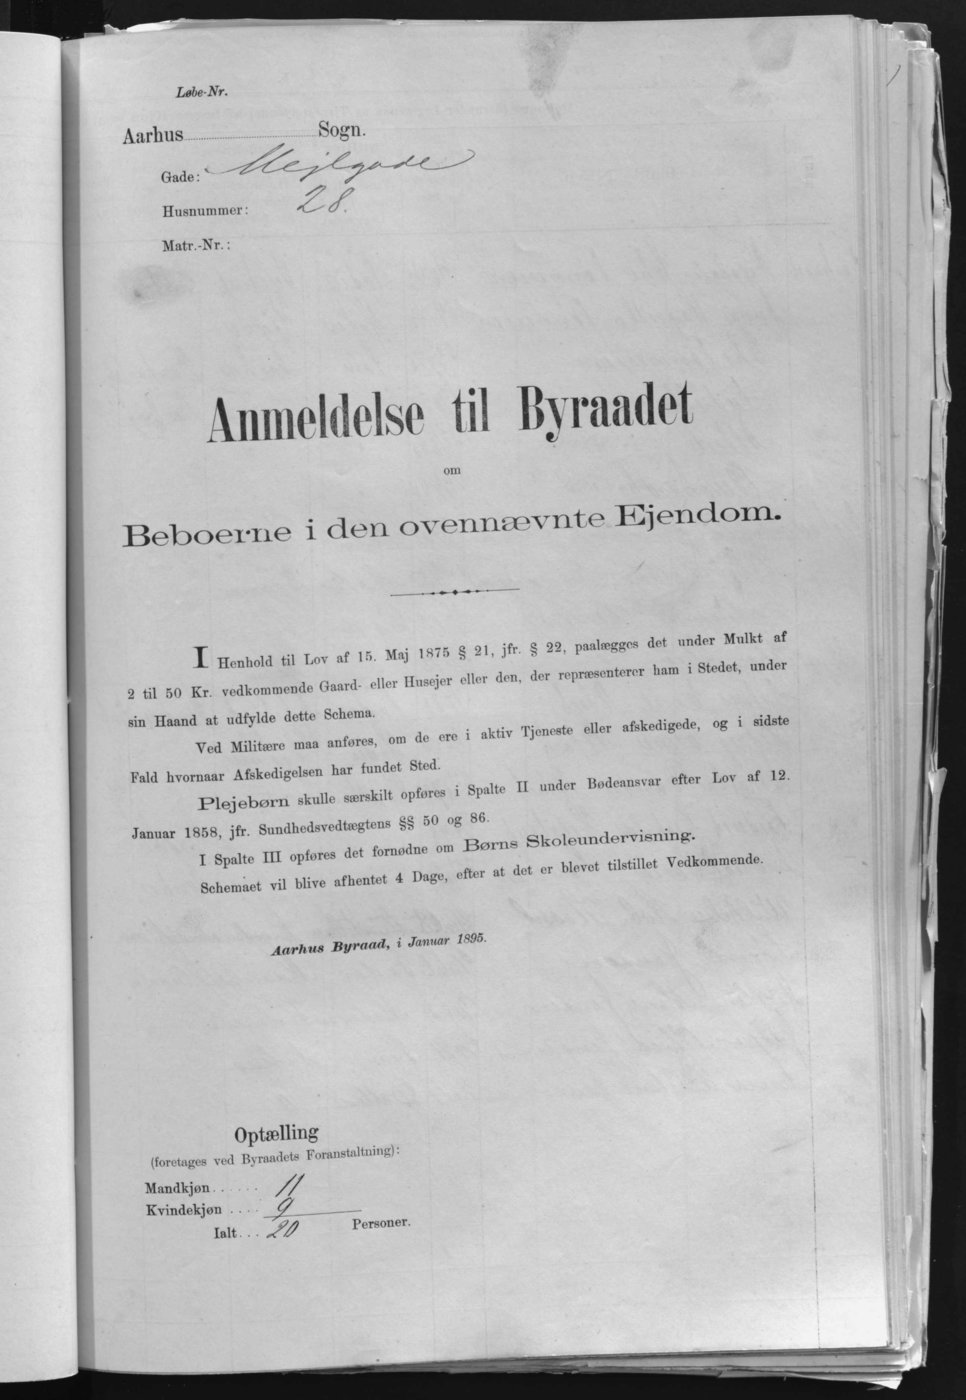 Løbe-Nr.
Aarhus Sogn.
Gade: Mejlgade
Husnummer: 28.
Matr.-Nr.:
Anmeldelse til Byraadet
om
Beboerne i den ovennævnte Ejendom.
I Henhold til Lov af 15. Maj 1875 § 21, jfr. § 22, paalægges det under Mulkt af
2 til 50 Kr. vedkommende Gaard- eller Husejer eller den, der repræsenterer ham i Stedet, under
sin Haand at udfylde dette Schema.
Ved Militære maa anføres, om de ere i aktiv Tjeneste eller afskedigede, og i sidste
Fald hvornaar Afskedigelsen har fundet Sted.
Plejebørn skulle særskilt opføres i Spalte II under Bødeansvar efter Lov af 12.
Januar 1858, jfr. Sundhedsvedtægtens §§ 50 og 86.
I Spalte III opføres det fornødne om Børns Skoleundervisning.
Schemaet vil blive afhentet 4 Dage, efter at det er blevet tilstillet Vedkommende.
Aarhus Byraad, i Januar 1895.
Optælling
(foretages ved Byraadets Foranstaltning):
Mandkjøn...... 11
Kvindekjøn .... 9
Ialt... 20 Personer.